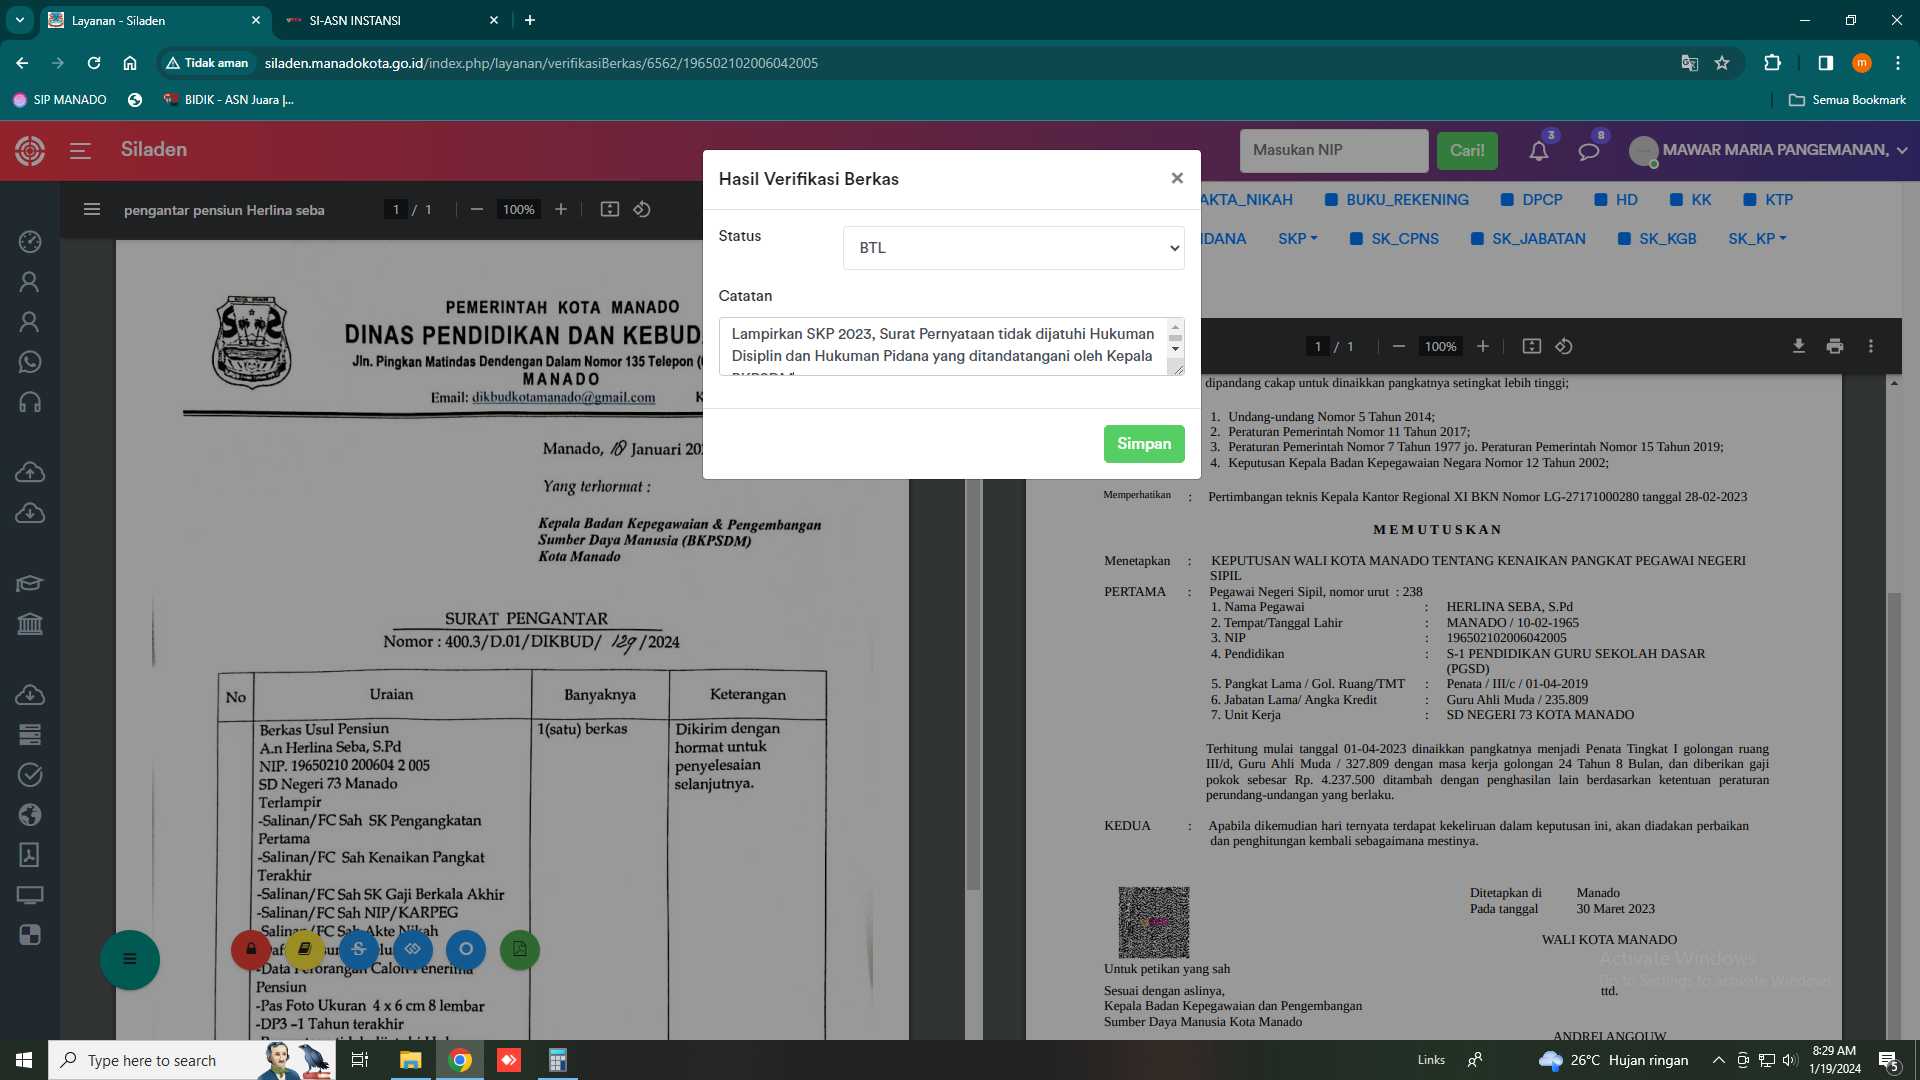 Layanan - Siladen
SI-ASN INSTANSI
Tidak aman
siladen.manadokota.go.id/index.php/layanan/verifikasiBerkas/6562/196502102006042005
m
SIP MANADO
BIDIK - ASN Juara |...
Semua Bookmark
Siladen
Masukan NIP
Cari!
3
8
MAWAR MARIA PANGEMANAN,
pengantar pensiun Herlina seba
1 / 1
100%
AKTA_NIKAH
BUKU_REKENING
DPCP
HD
KK
KTP
IDANA
SKP
SK_CPNS
SK_JABATAN
SK_KGB
SK_KP
Hasil Verifikasi Berkas
×
Status
BTL
Catatan
Lampirkan SKP 2023, Surat Pernyataan tidak dijatuhi Hukuman
Disiplin dan Hukuman Pidana yang ditandatangani oleh Kepala
BKPSDM
Simpan
PEMERINTAH KOTA MANADO
DINAS PENDIDIKAN DAN KEBUD
Jln. Pingkan Matindas Dendengan Dalam Nomor 135 Telepon (
MANADO
Email: dikbudkotamanado@gmail.com
K
Manado, 18 Januari 202
Yang terhormat :
Kepala Badan Kepegawaian & Pengembangan
Sumber Daya Manusia (BKPSDM)
Kota Manado
SURAT PENGANTAR
Nomor : 400.3/D.01/DIKBUD/ 129 /2024
No
Uraian
Banyaknya
Keterangan
Berkas Usul Pensiun
A.n Herlina Seba, S.Pd
NIP. 19650210 200604 2 005
SD Negeri 73 Manado
Terlampir
-Salinan/FC Sah SK Pengangkatan
Pertama
-Salinan/FC Sah Kenaikan Pangkat
Terakhir
-Salinan/FC Sah SK Gaji Berkala Akhir
-Salinan/FC Sah NIP/KARPEG
-Salinan/FC Sah Akte Nikah
-Data Perorangan Calon Penerima
Pensiun
-Pas Foto Ukuran 4 x 6 cm 8 lembar
-DP3 -1 Tahun terakhir
1(satu) berkas
Dikirim dengan
hormat untuk
penyelesaian
selanjutnya.
1 / 1
100%
dipandang cakap untuk dinaikkan pangkatnya setingkat lebih tinggi;
1. Undang-undang Nomor 5 Tahun 2014;
2. Peraturan Pemerintah Nomor 11 Tahun 2017;
3. Peraturan Pemerintah Nomor 7 Tahun 1977 jo. Peraturan Pemerintah Nomor 15 Tahun 2019;
4. Keputusan Kepala Badan Kepegawaian Negara Nomor 12 Tahun 2002;
Memperhatikan : Pertimbangan teknis Kepala Kantor Regional XI BKN Nomor LG-27171000280 tanggal 28-02-2023
M E M U T U S K A N
Menetapkan : KEPUTUSAN WALI KOTA MANADO TENTANG KENAIKAN PANGKAT PEGAWAI NEGERI
SIPIL
PERTAMA : Pegawai Negeri Sipil, nomor urut : 238
1. Nama Pegawai : HERLINA SEBA, S.Pd
2. Tempat/Tanggal Lahir : MANADO / 10-02-1965
3. NIP : 196502102006042005
4. Pendidikan : S-1 PENDIDIKAN GURU SEKOLAH DASAR
(PGSD)
5. Pangkat Lama / Gol. Ruang/TMT : Penata / III/c / 01-04-2019
6. Jabatan Lama/ Angka Kredit : Guru Ahli Muda / 235.809
7. Unit Kerja : SD NEGERI 73 KOTA MANADO
Terhitung mulai tanggal 01-04-2023 dinaikkan pangkatnya menjadi Penata Tingkat I golongan ruang
III/d, Guru Ahli Muda / 327.809 dengan masa kerja golongan 24 Tahun 8 Bulan, dan diberikan gaji
pokok sebesar Rp. 4.237.500 ditambah dengan penghasilan lain berdasarkan ketentuan peraturan
perundang-undangan yang berlaku.
KEDUA : Apabila dikemudian hari ternyata terdapat kekeliruan dalam keputusan ini, akan diadakan perbaikan
dan penghitungan kembali sebagaimana mestinya.
Ditetapkan di Manado
Pada tanggal 30 Maret 2023
WALI KOTA MANADO
Activate Windows
Go to Settings to activate Windows.
ttd.
Untuk petikan yang sah
Sesuai dengan aslinya,
Kepala Badan Kepegawaian dan Pengembangan
Sumber Daya Manusia Kota Manado
ANDREI ANGOUW
Type here to search
Links
26°C Hujan ringan
8:29 AM
1/19/2024
5